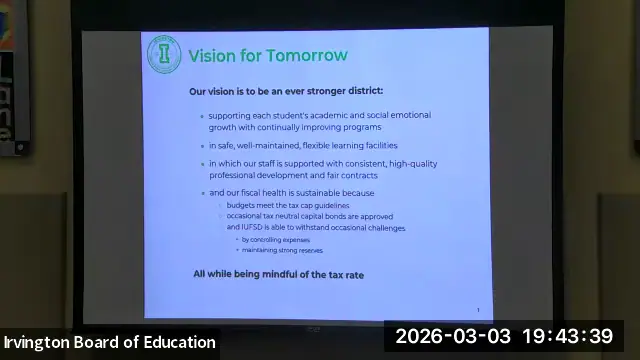 Vision for Tomorrow
Our vision is to be an ever stronger district:
supporting each student's academic and social emotional
growth with continually improving programs
in safe, well-maintained, flexible learning facilities
in which our staff is supported with consistent, high-quality
professional development and fair contracts
and our fiscal health is sustainable because
budgets meet the tax cap guidelines
occasional tax neutral capital bonds are approved
and IUFSD is able to withstand occasional challenges
by controlling expenses
maintaining strong reserves
All while being mindful of the tax rate
1
Irvington Board of Education
2026-03-03 19:43:39